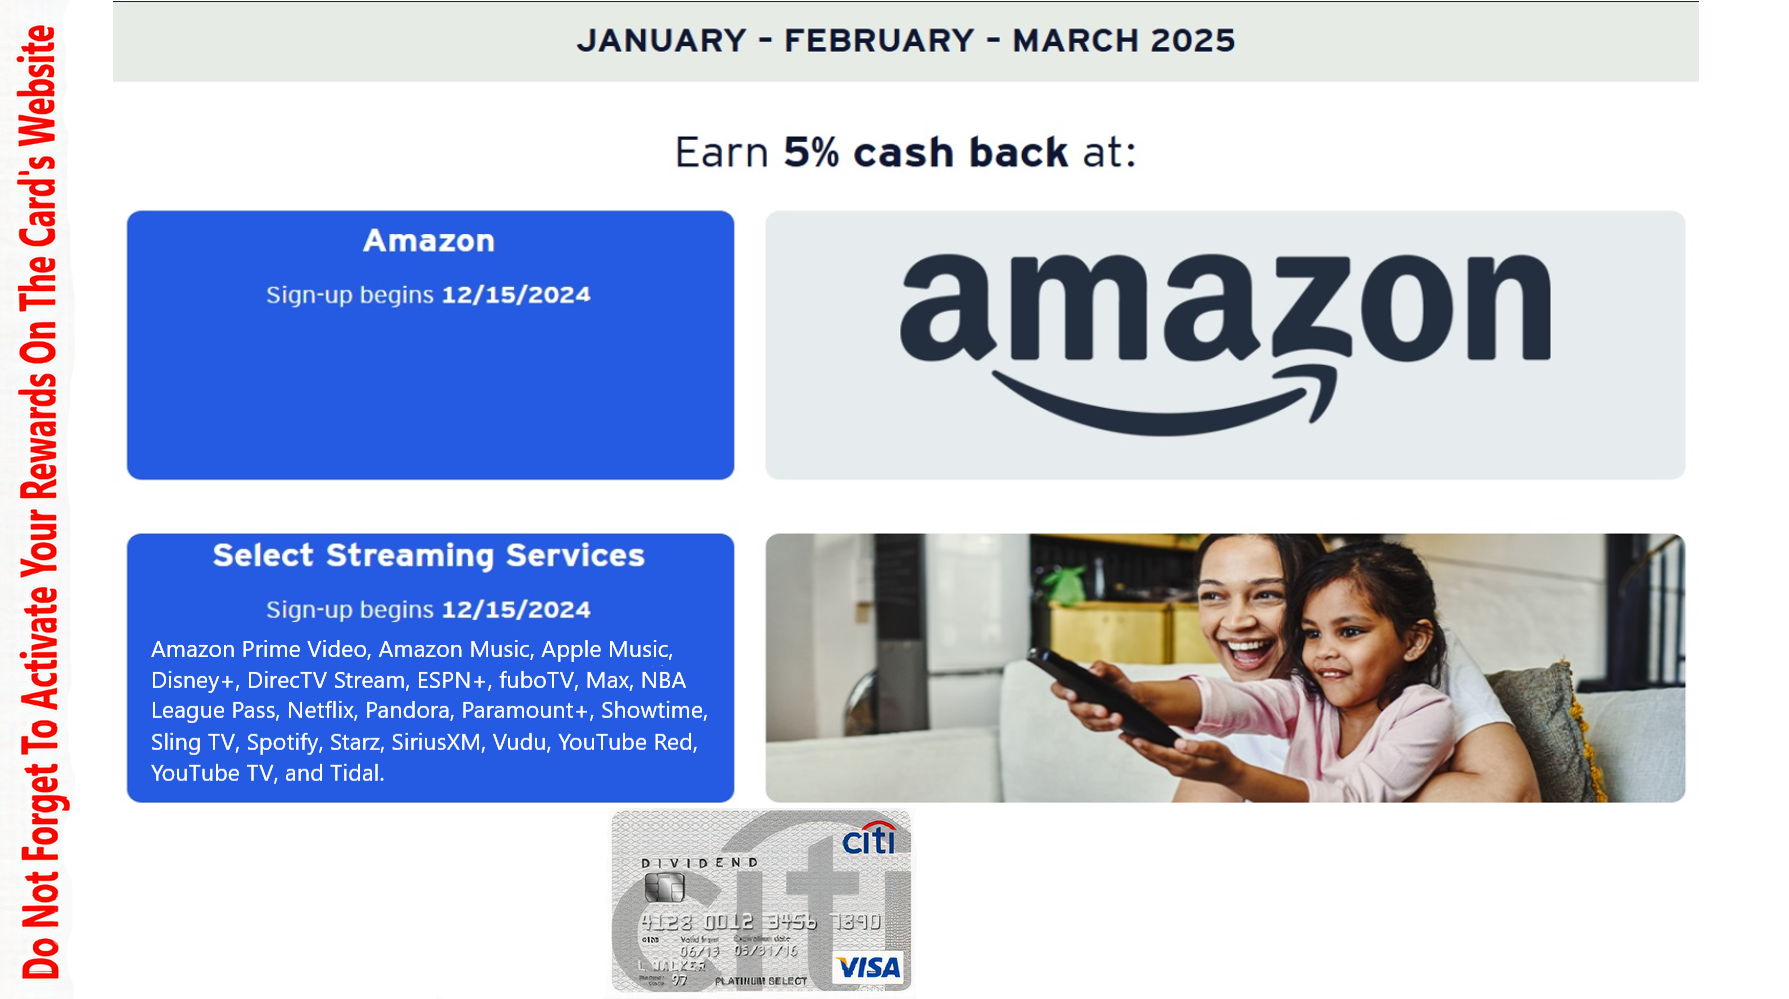 Do Not Forget To Activate Your Rewards On The Card's Website
JANUARY - FEBRUARY - MARCH 2025
Earn 5% cash back at:
Amazon
Sign-up begins 12/15/2024
amazon
Select Streaming Services
Sign-up begins 12/15/2024
Amazon Prime Video, Amazon Music, Apple Music,
Disney+, DirecTV Stream, ESPN+, fuboTV, Max, NBA
League Pass, Netflix, Pandora, Paramount+, Showtime,
Sling TV, Spotify, Starz, SiriusXM, Vudu, YouTube Red,
YouTube TV, and Tidal.
citi
DIVIDEND
citi
4128 0012 3456 7890
4128 Valid from Expiration date
06/13 05/31/16
L WALKER
97 PLATINUM SELECT
VISA